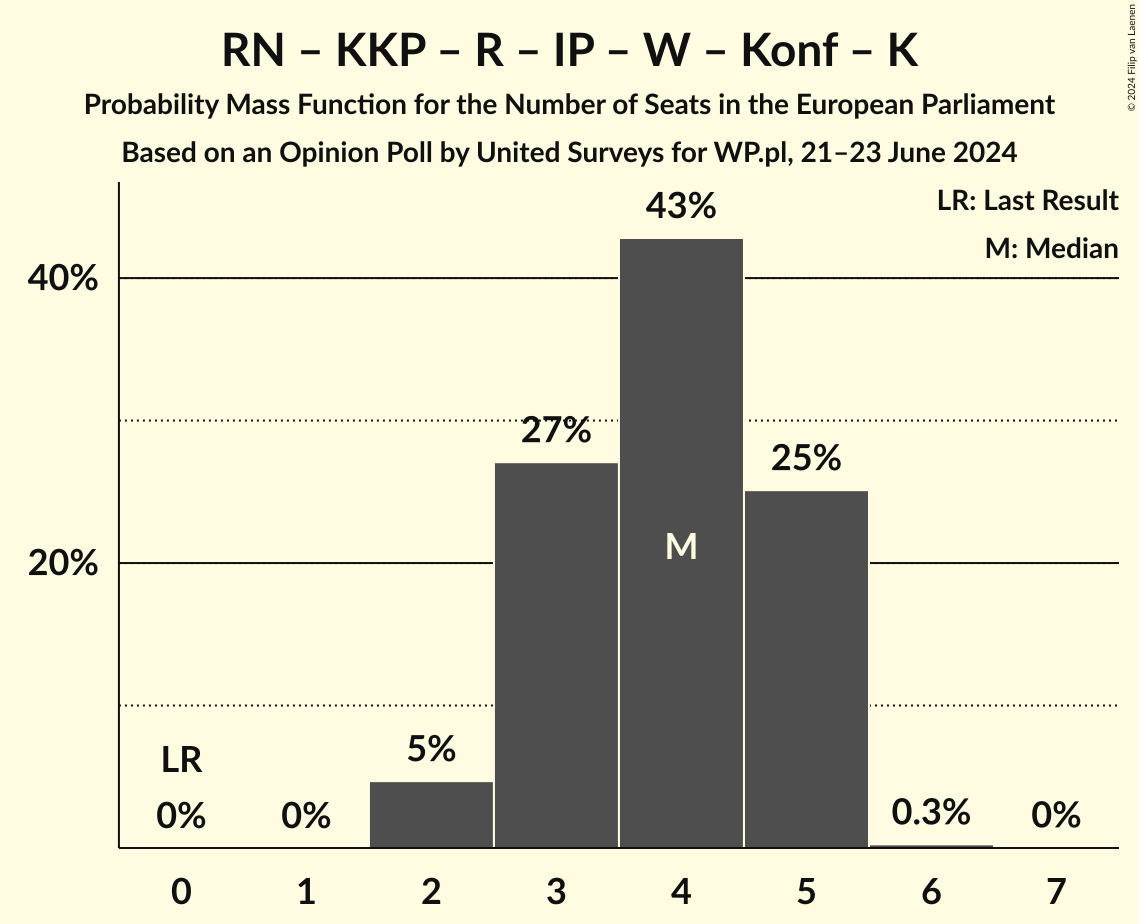 RN – KKP – R – IP – W – Konf – K
Probability Mass Function for the Number of Seats in the European Parliament
Based on an Opinion Poll by United Surveys for WP.pl, 21–23 June 2024
© 2024 Filip van Laenen
LR: Last Result
M: Median
43%
40%
27%
25%
M
20%
LR
5%
0%
0%
0.3%
0%
0 1 2 3 4 5 6 7